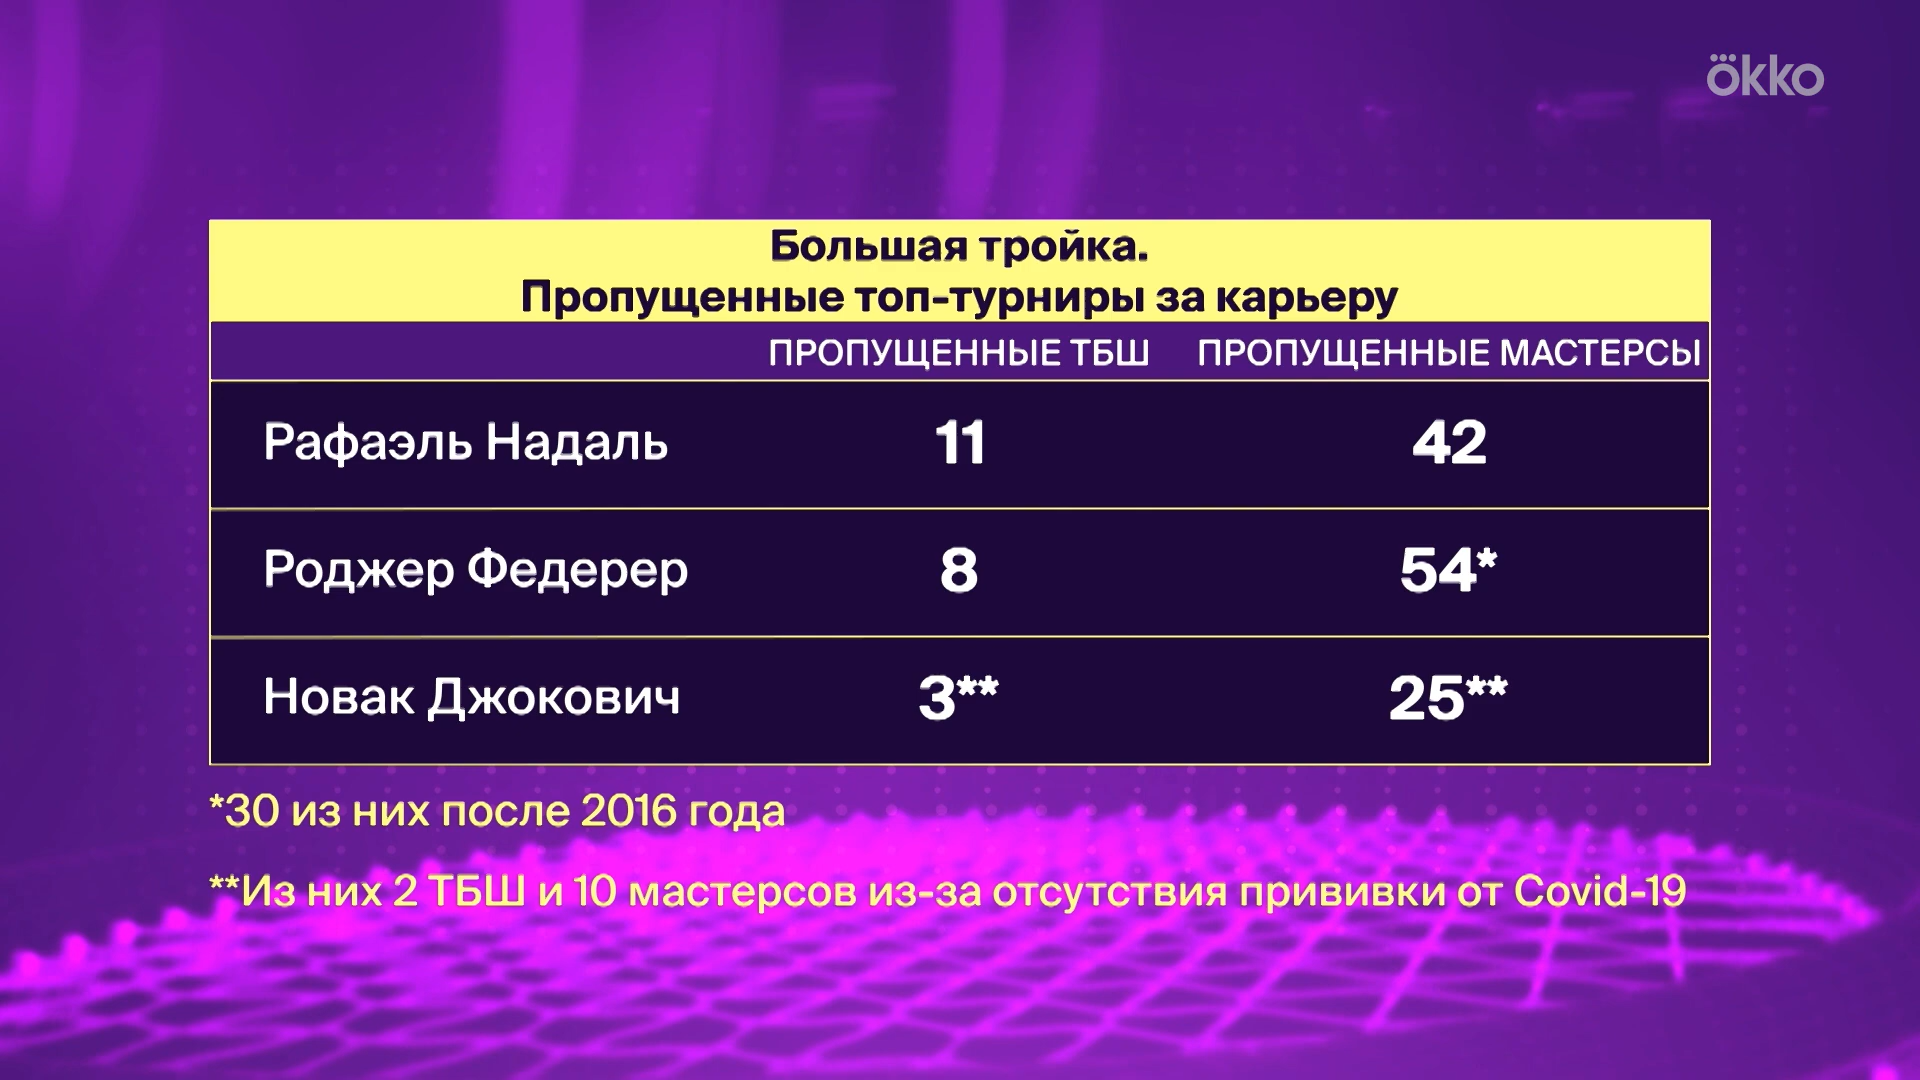 ökko
Большая тройка.
Пропущенные топ-турниры за карьеру
ПРОПУЩЕННЫЕ ТБШ ПРОПУЩЕННЫЕ МАСТЕРСЫ
Рафаэль Надаль 11 42
Роджер Федерер 8 54*
Новак Джокович 3** 25**
*30 из них после 2016 года
**Из них 2 ТБШ и 10 мастерсов из-за отсутствия прививки от Covid-19